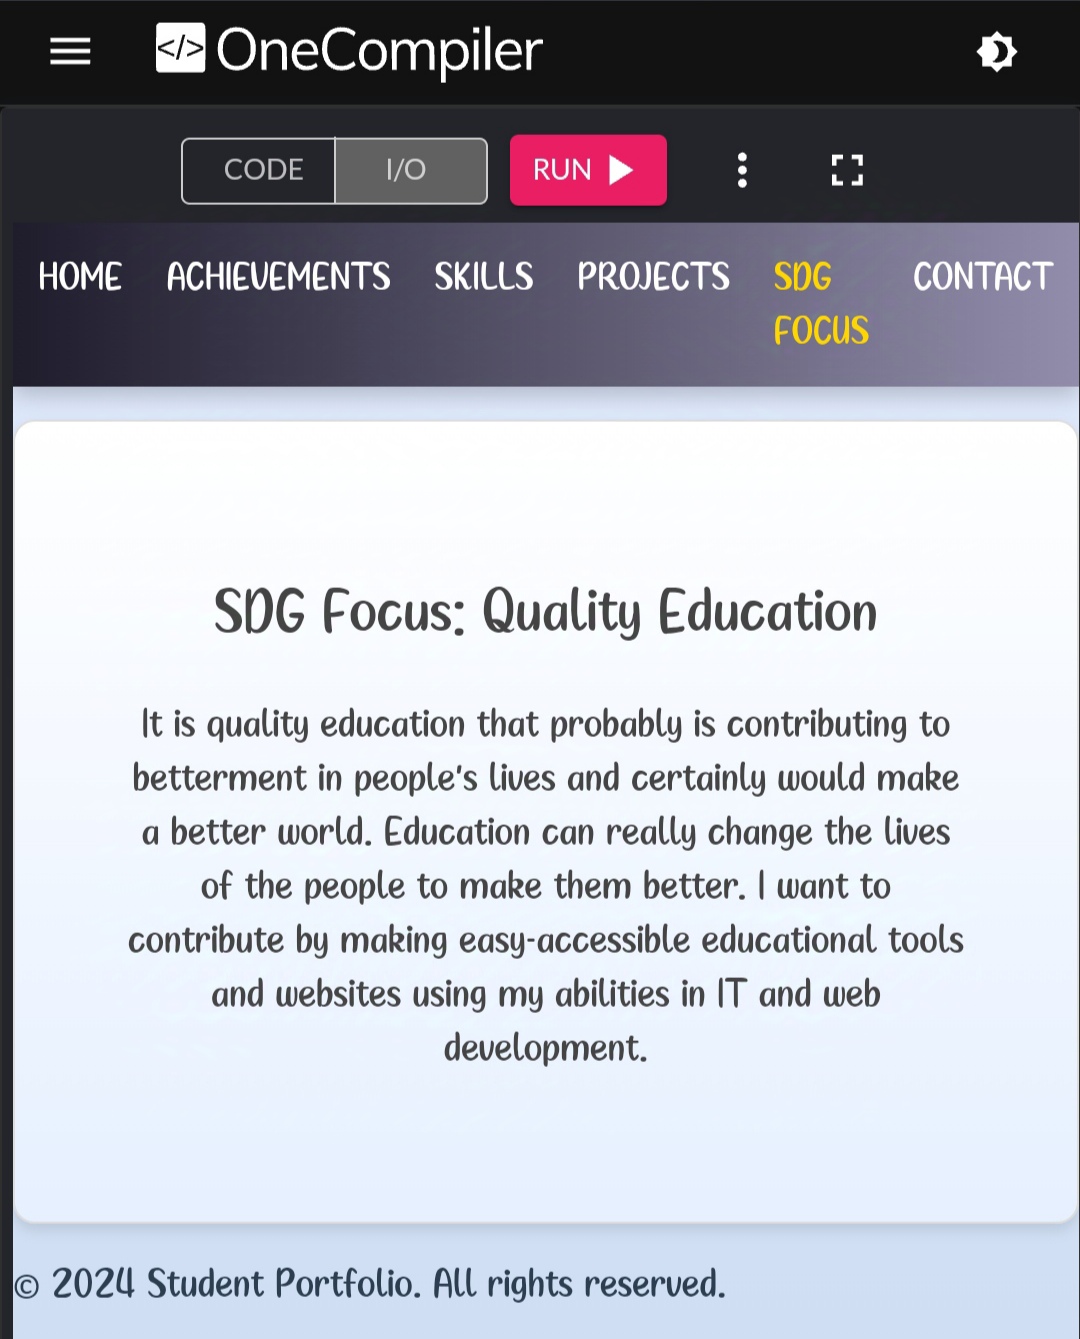 </> OneCompiler
CODE I/O RUN
HOME ACHIEVEMENTS SKILLS PROJECTS SDG FOCUS CONTACT
SDG Focus: Quality Education
It is quality education that probably is contributing to
betterment in people's lives and certainly would make
a better world. Education can really change the lives
of the people to make them better. I want to
contribute by making easy-accessible educational tools
and websites using my abilities in IT and web
development.
© 2024 Student Portfolio. All rights reserved.